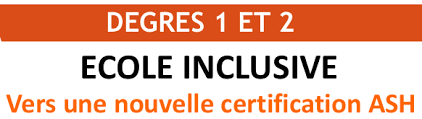 DEGRES 1 ET 2
ECOLE INCLUSIVE
Vers une nouvelle certification ASH